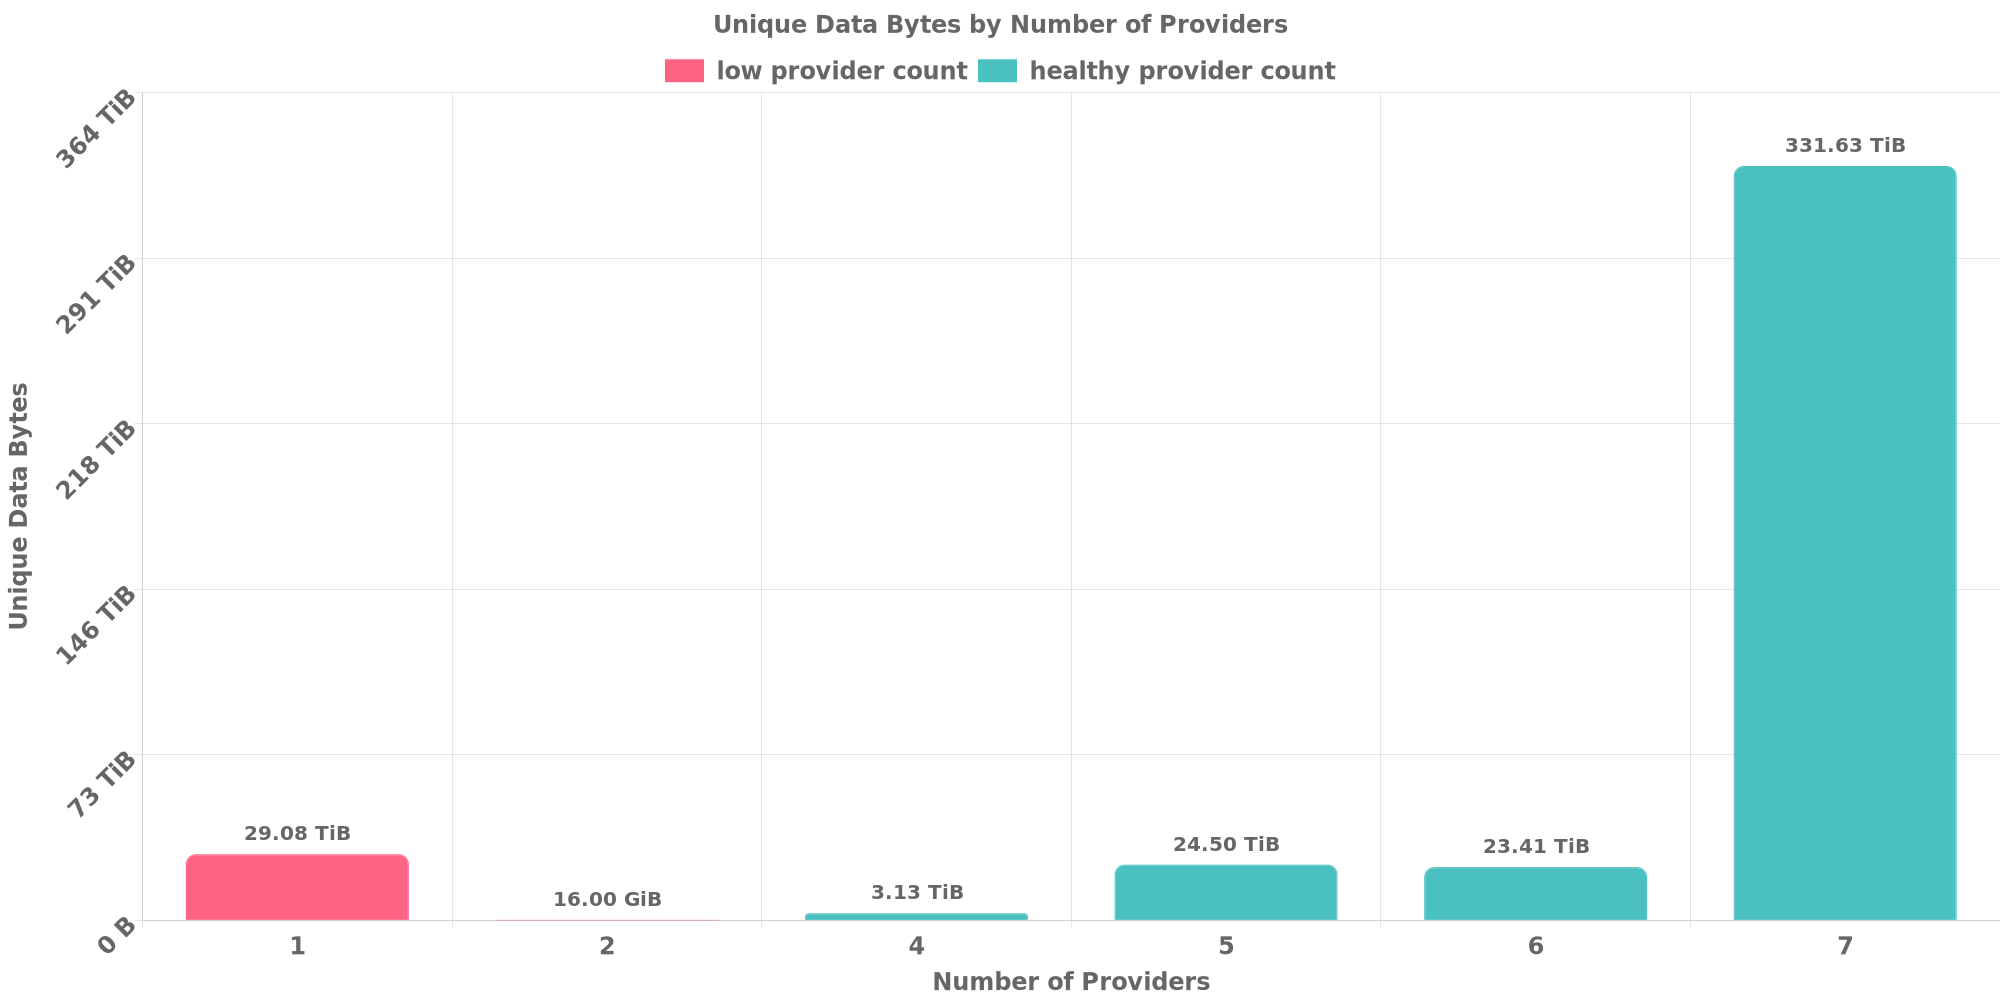 Unique Data Bytes by Number of Providers
low provider count healthy provider count
364 TiB
291 TiB
218 TiB
146 TiB
73 TiB
0 B
Unique Data Bytes
29.08 TiB
16.00 GiB
3.13 TiB
24.50 TiB
23.41 TiB
331.63 TiB
1 2 4 5 6 7
Number of Providers